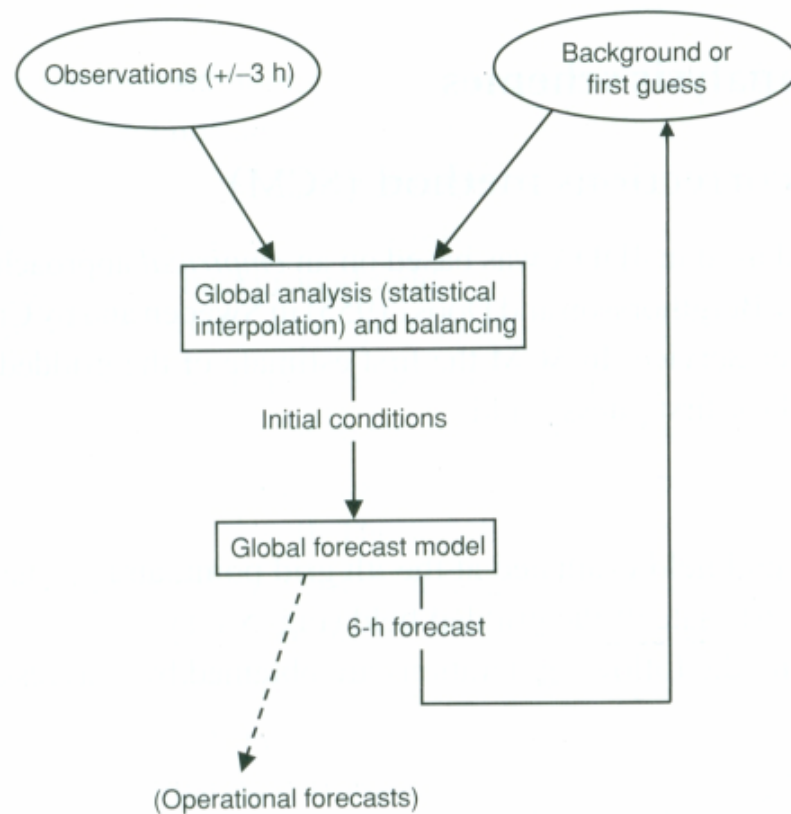 Observations (+/–3 h)
Background or
first guess
Global analysis (statistical
interpolation) and balancing
Initial conditions
Global forecast model
6-h forecast
(Operational forecasts)